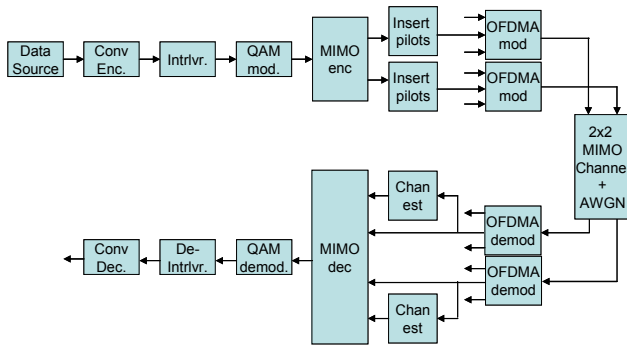 Data
Source
Conv
Enc.
Intrlvr.
QAM
mod.
MIMO
enc
Insert
pilots
OFDMA
mod
Insert
pilots
OFDMA
mod
2x2
MIMO
Channel
+
AWGN
OFDMA
demod
OFDMA
demod
Chan
est
Chan
est
MIMO
dec
QAM
demod.
De-
Intrlvr.
Conv
Dec.